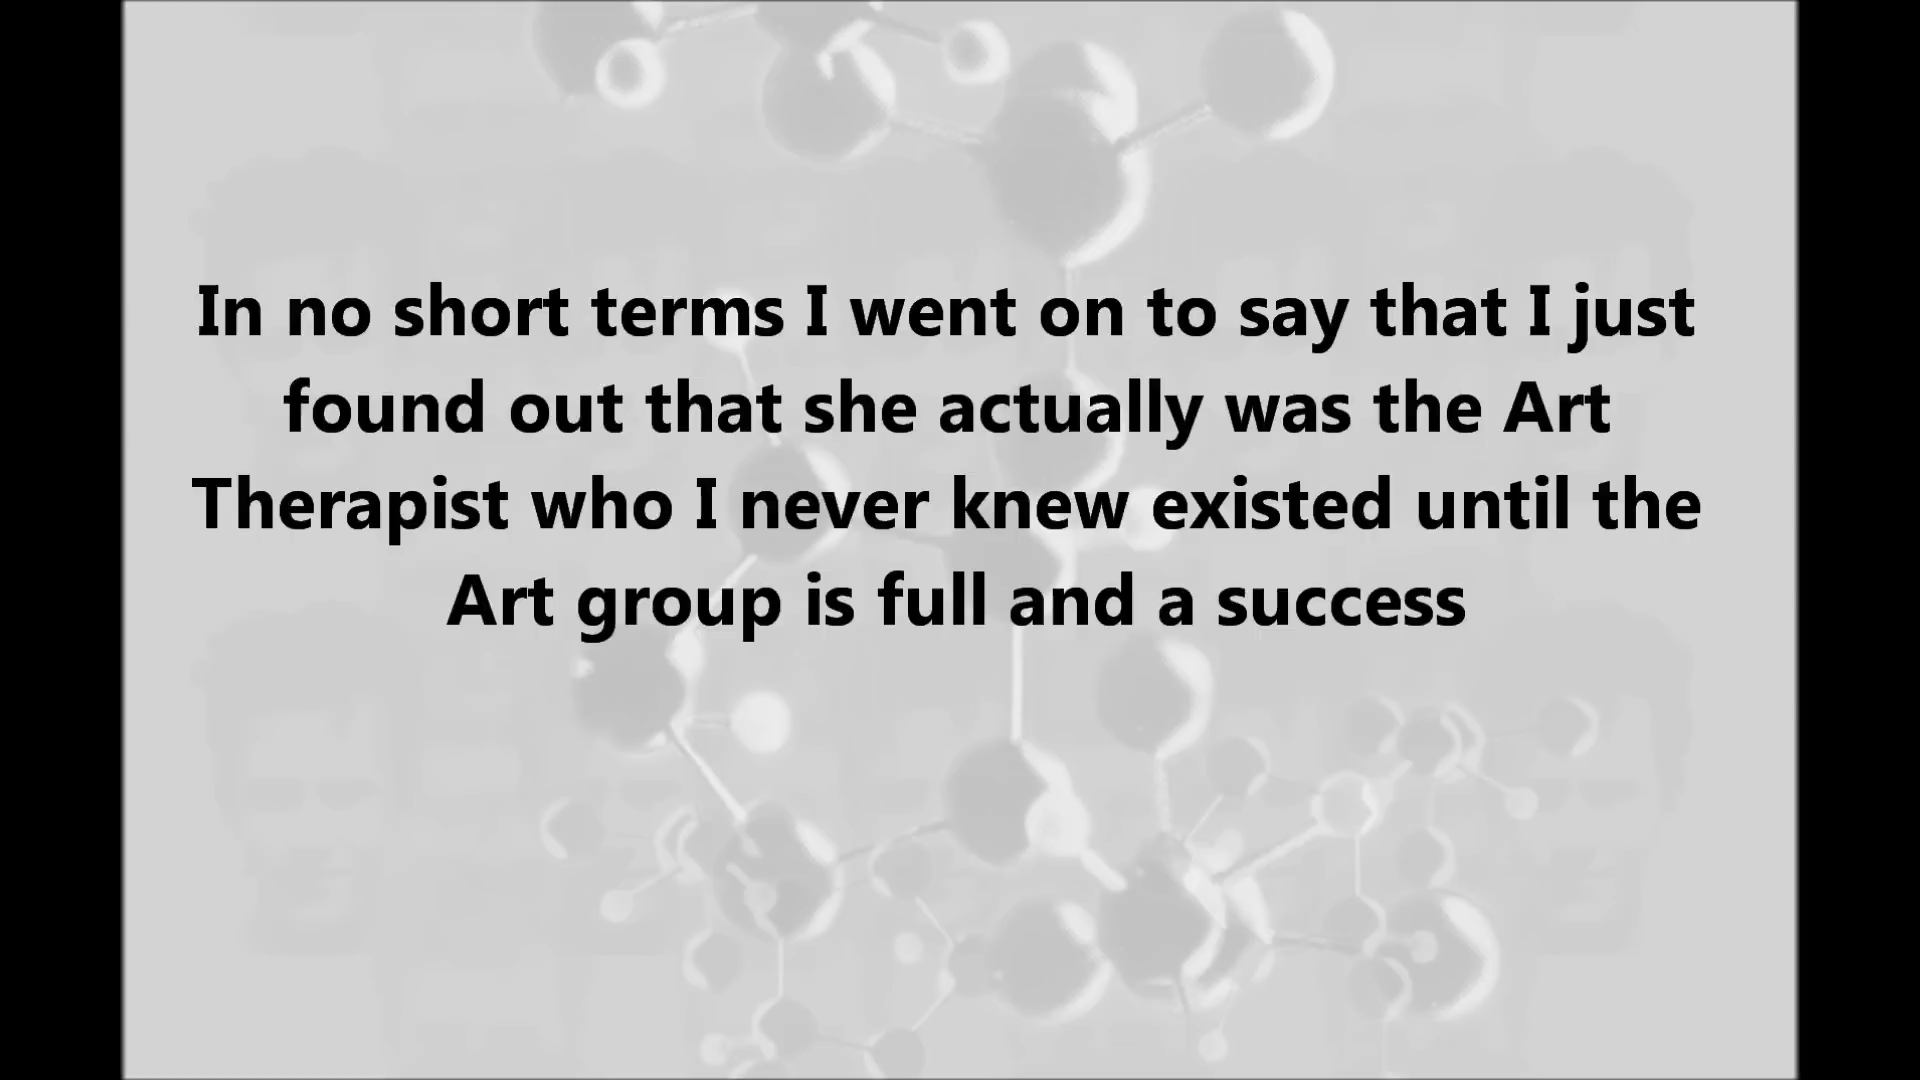 In no short terms I went on to say that I just
found out that she actually was the Art
Therapist who I never knew existed until the
Art group is full and a success